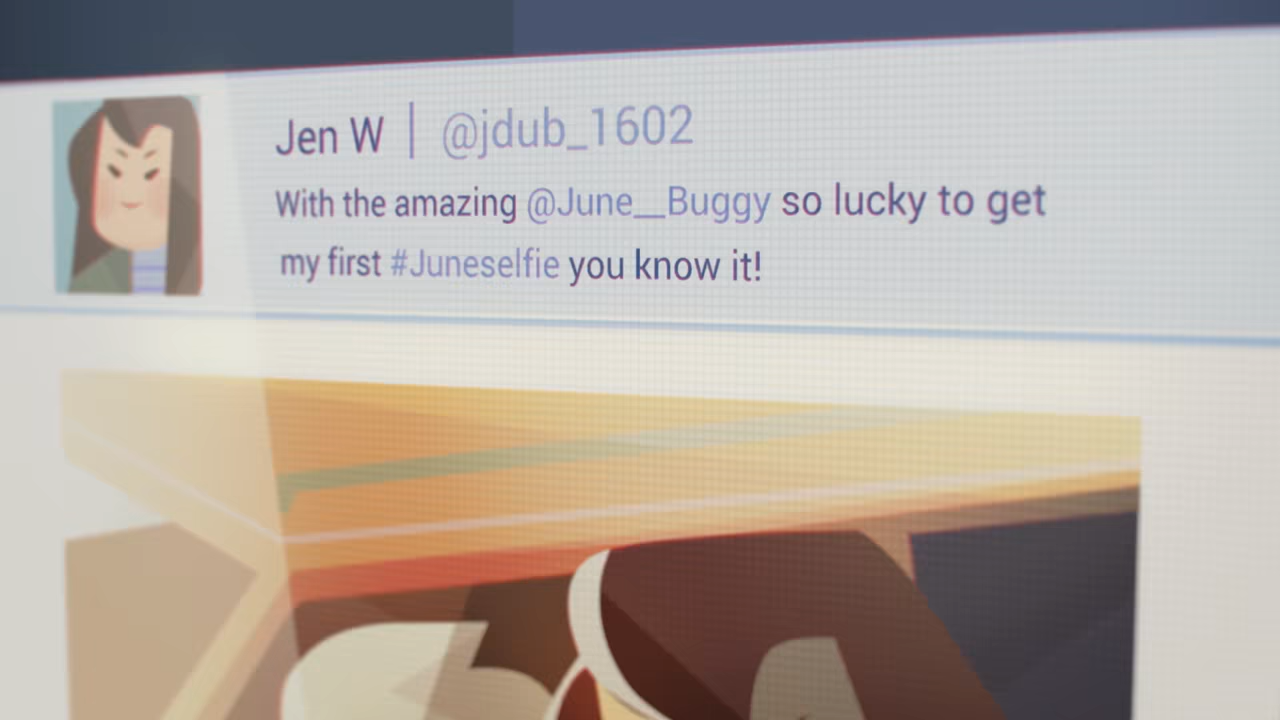 Jen W | @jdub_1602
With the amazing @June__Buggy so lucky to get
my first #Juneselfie you know it!